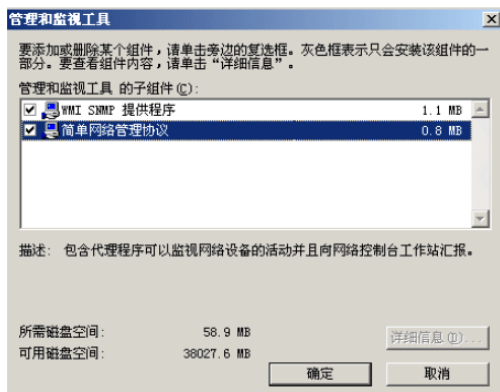 管理和监视工具
要添加或删除某个组件，请单击旁边的复选框。灰色框表示只会安装该组件的一
部分。要查看组件内容，请单击“详细信息”。
管理和监视工具 的子组件(C):
WMI SNMP 提供程序 1.1 MB
简单网络管理协议 0.8 MB
描述: 包含代理程序可以监视网络设备的活动并且向网络控制台工作站汇报。
所需磁盘空间: 58.9 MB
详细信息(D)...
可用磁盘空间: 38027.6 MB
确定 取消